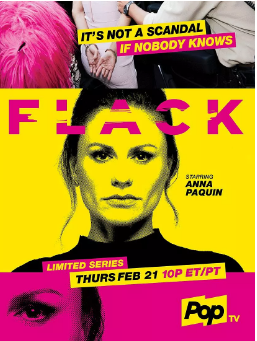 IT'S NOT A SCANDAL
IF NOBODY KNOWS
FLACK
STARRING
ANNA
PAQUIN
LIMITED SERIES
THURS FEB 21 10P ET/PT
Pop
TV